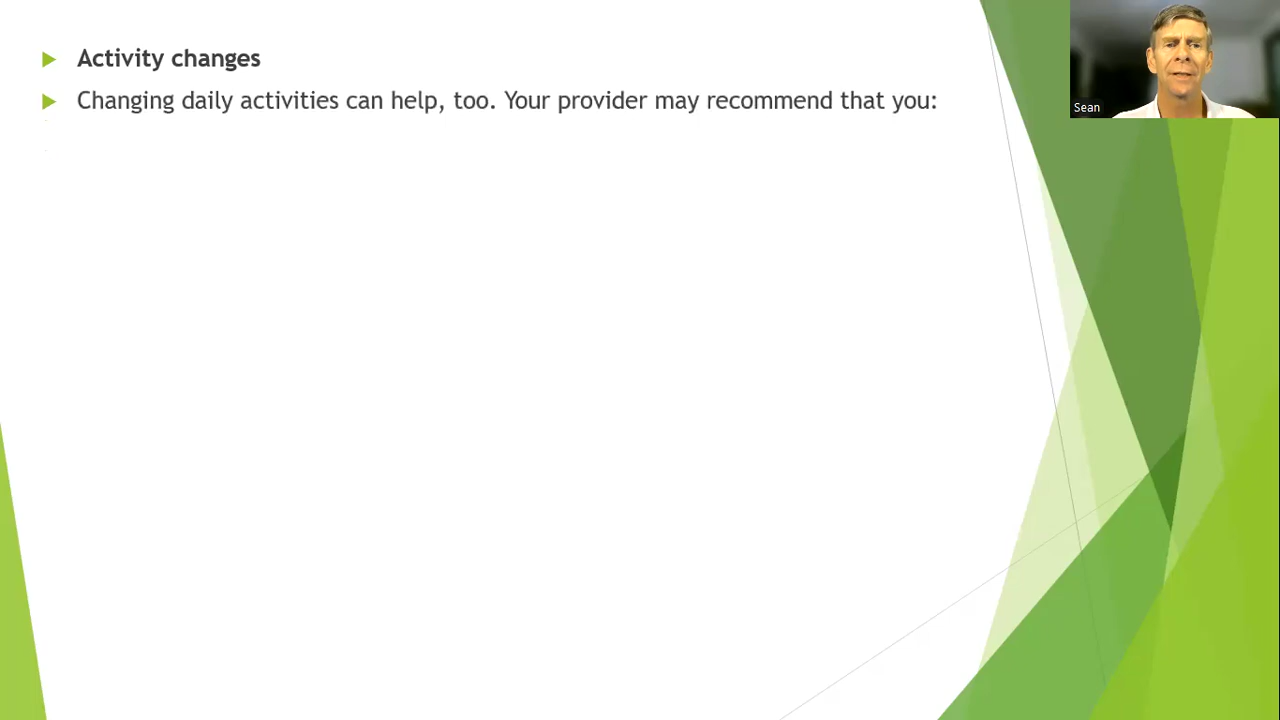 Activity changes
Changing daily activities can help, too. Your provider may recommend that you:
Sean